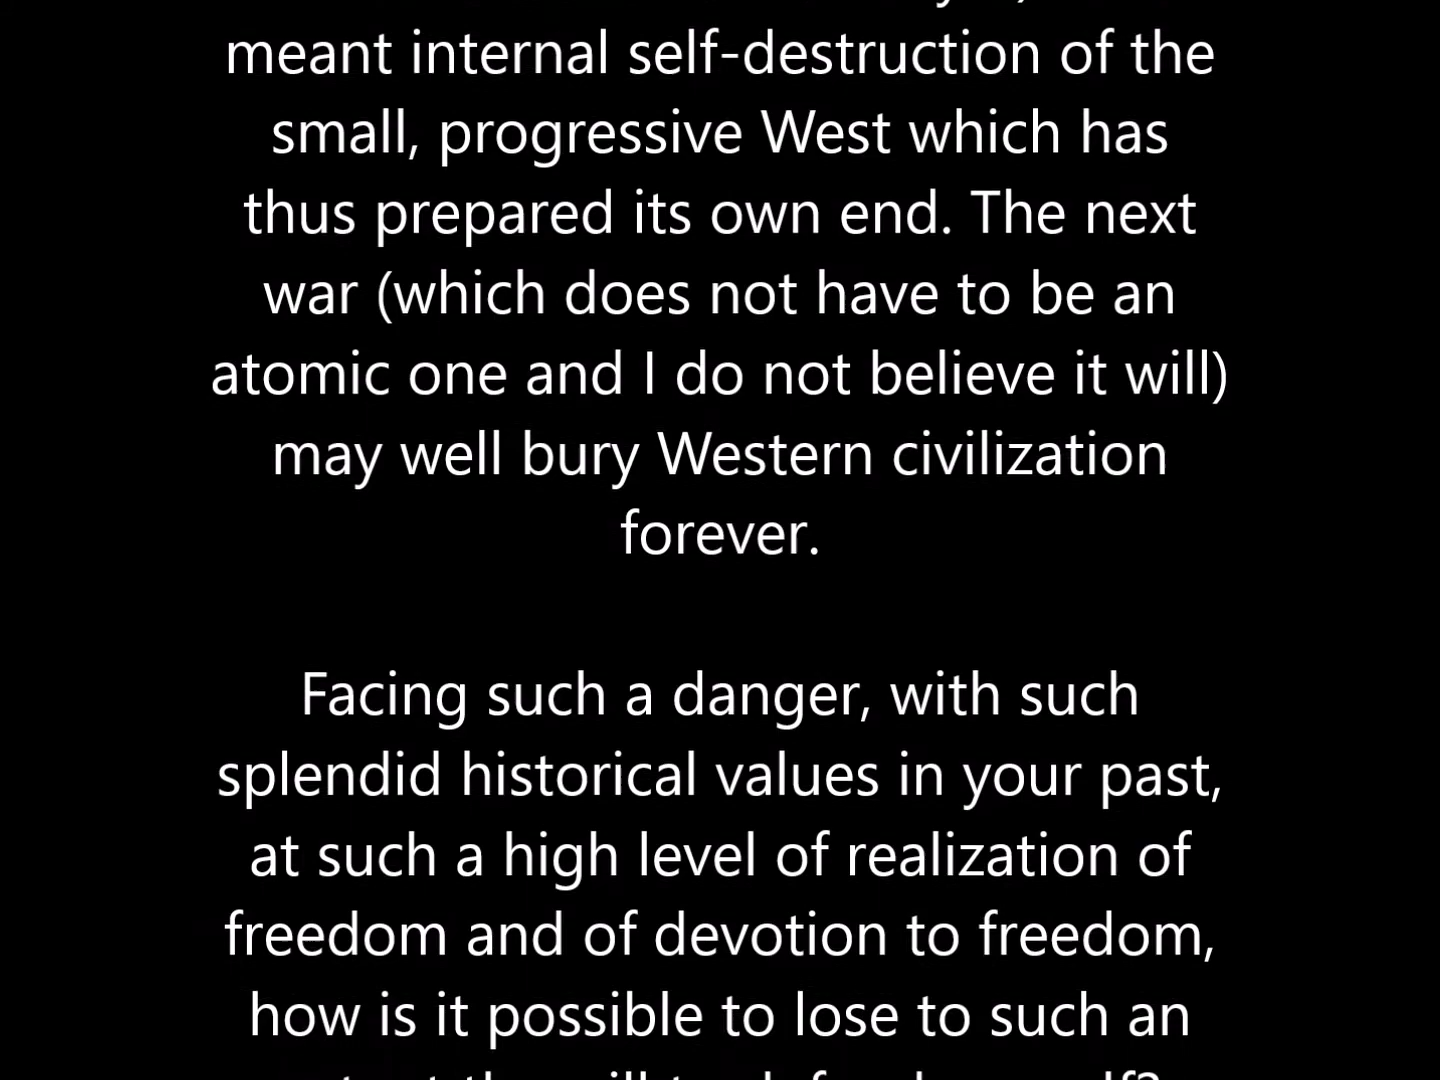 meant internal self-destruction of the
small, progressive West which has
thus prepared its own end. The next
war (which does not have to be an
atomic one and I do not believe it will)
may well bury Western civilization
forever.
Facing such a danger, with such
splendid historical values in your past,
at such a high level of realization of
freedom and of devotion to freedom,
how is it possible to lose to such an